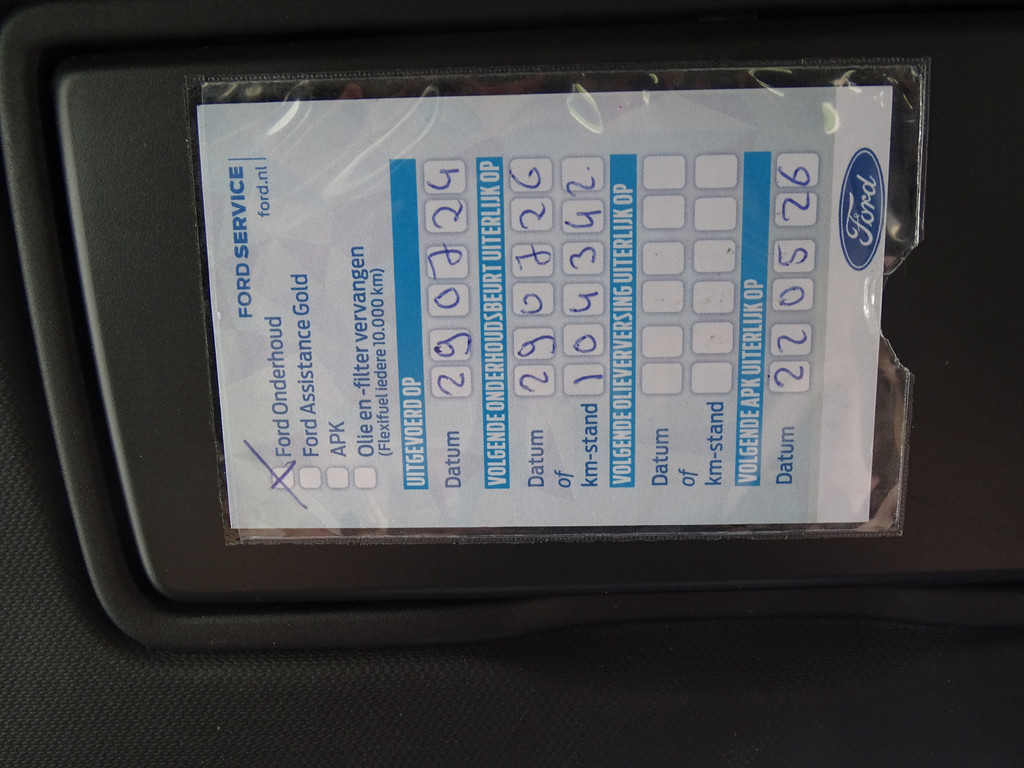 FORD SERVICE
ford.nl
Ford Onderhoud
Ford Assistance Gold
APK
Olie en -filter vervangen
(Flexifuel iedere 10.000 km)
UITGEVOERD OP
Datum 290724
VOLGENDE ONDERHOUDSBEURT UITERLIJK OP
Datum 290726
of
km-stand 104342.
VOLGENDE OLIEVERVERSING UITERLIJK OP
Datum
of
km-stand
VOLGENDE APK UITERLIJK OP
Datum 220526
Ford